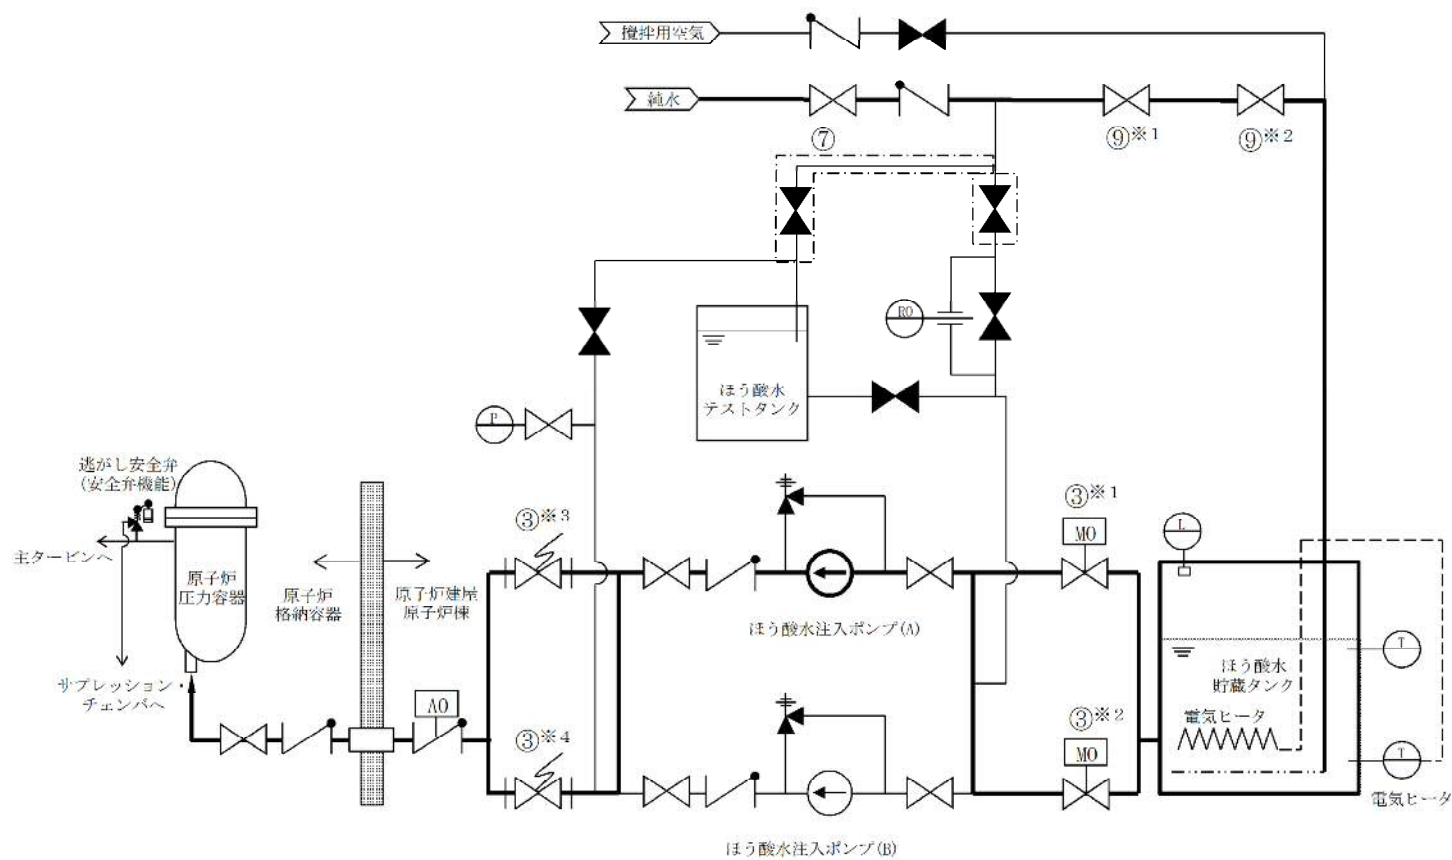 攪拌用空気
純水
⑦
⑨※1
⑨※2
RO
ほう酸水
テストタンク
P
逃がし安全弁
(安全弁機能)
主タービンへ
原子炉
圧力容器
サプレッション・
チェンバへ
原子炉
格納容器
原子炉建屋
原子炉棟
AO
③※3
③※4
ほう酸水注入ポンプ(A)
ほう酸水注入ポンプ(B)
③※1
MO
③※2
MO
L
ほう酸水
貯蔵タンク
電気ヒータ
T
T
電気ヒータ